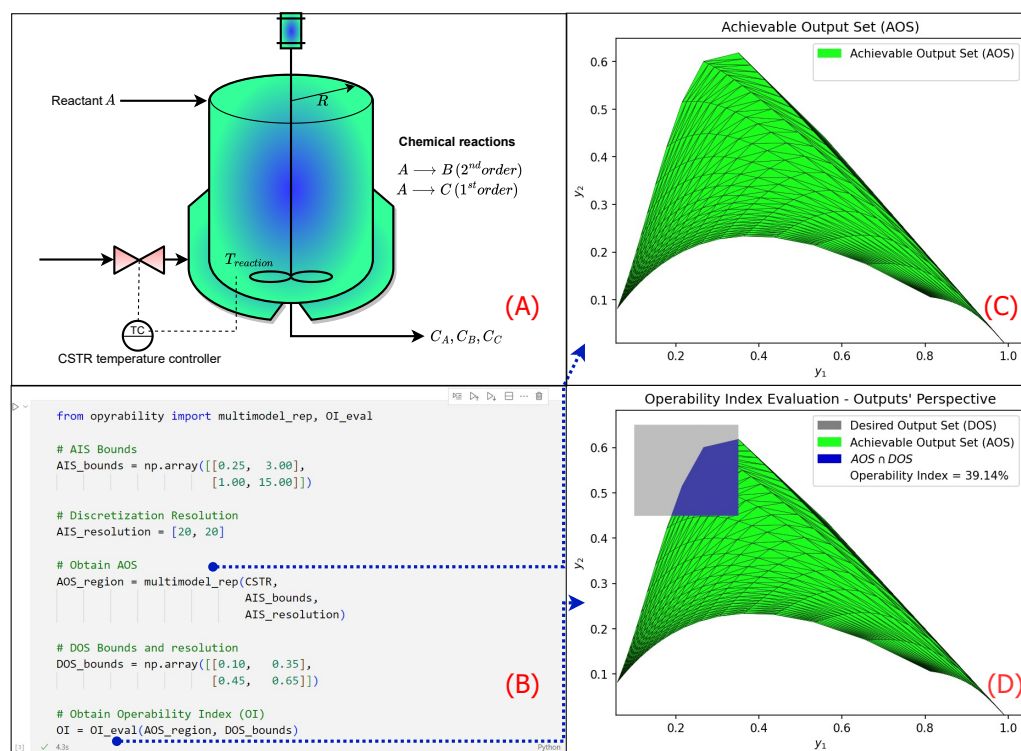 Reactant A
R
Chemical reactions
A ⟶ B (2ⁿᵈ order)
A ⟶ C (1ˢᵗ order)
T_reaction
TC
CSTR temperature controller
C_A, C_B, C_C
(A)
from opyrability import multimodel_rep, OI_eval
# AIS Bounds
AIS_bounds = np.array([[0.25, 3.00],
[1.00, 15.00]])
# Discretization Resolution
AIS_resolution = [20, 20]
# Obtain AOS
AOS_region = multimodel_rep(CSTR,
AIS_bounds,
AIS_resolution)
# DOS Bounds and resolution
DOS_bounds = np.array([[0.10, 0.35],
[0.45, 0.65]])
# Obtain Operability Index (OI)
OI = OI_eval(AOS_region, DOS_bounds)
[3] ✓ 4.3s
Python
(B)
Achievable Output Set (AOS)
Achievable Output Set (AOS)
0.6
0.5
0.4
0.3
0.2
0.1
y₂
0.2 0.4 0.6 0.8 1.0
y₁
(C)
Operability Index Evaluation - Outputs' Perspective
Desired Output Set (DOS)
Achievable Output Set (AOS)
AOS ∩ DOS
Operability Index = 39.14%
0.6
0.5
0.4
0.3
0.2
0.1
y₂
0.2 0.4 0.6 0.8 1.0
y₁
(D)